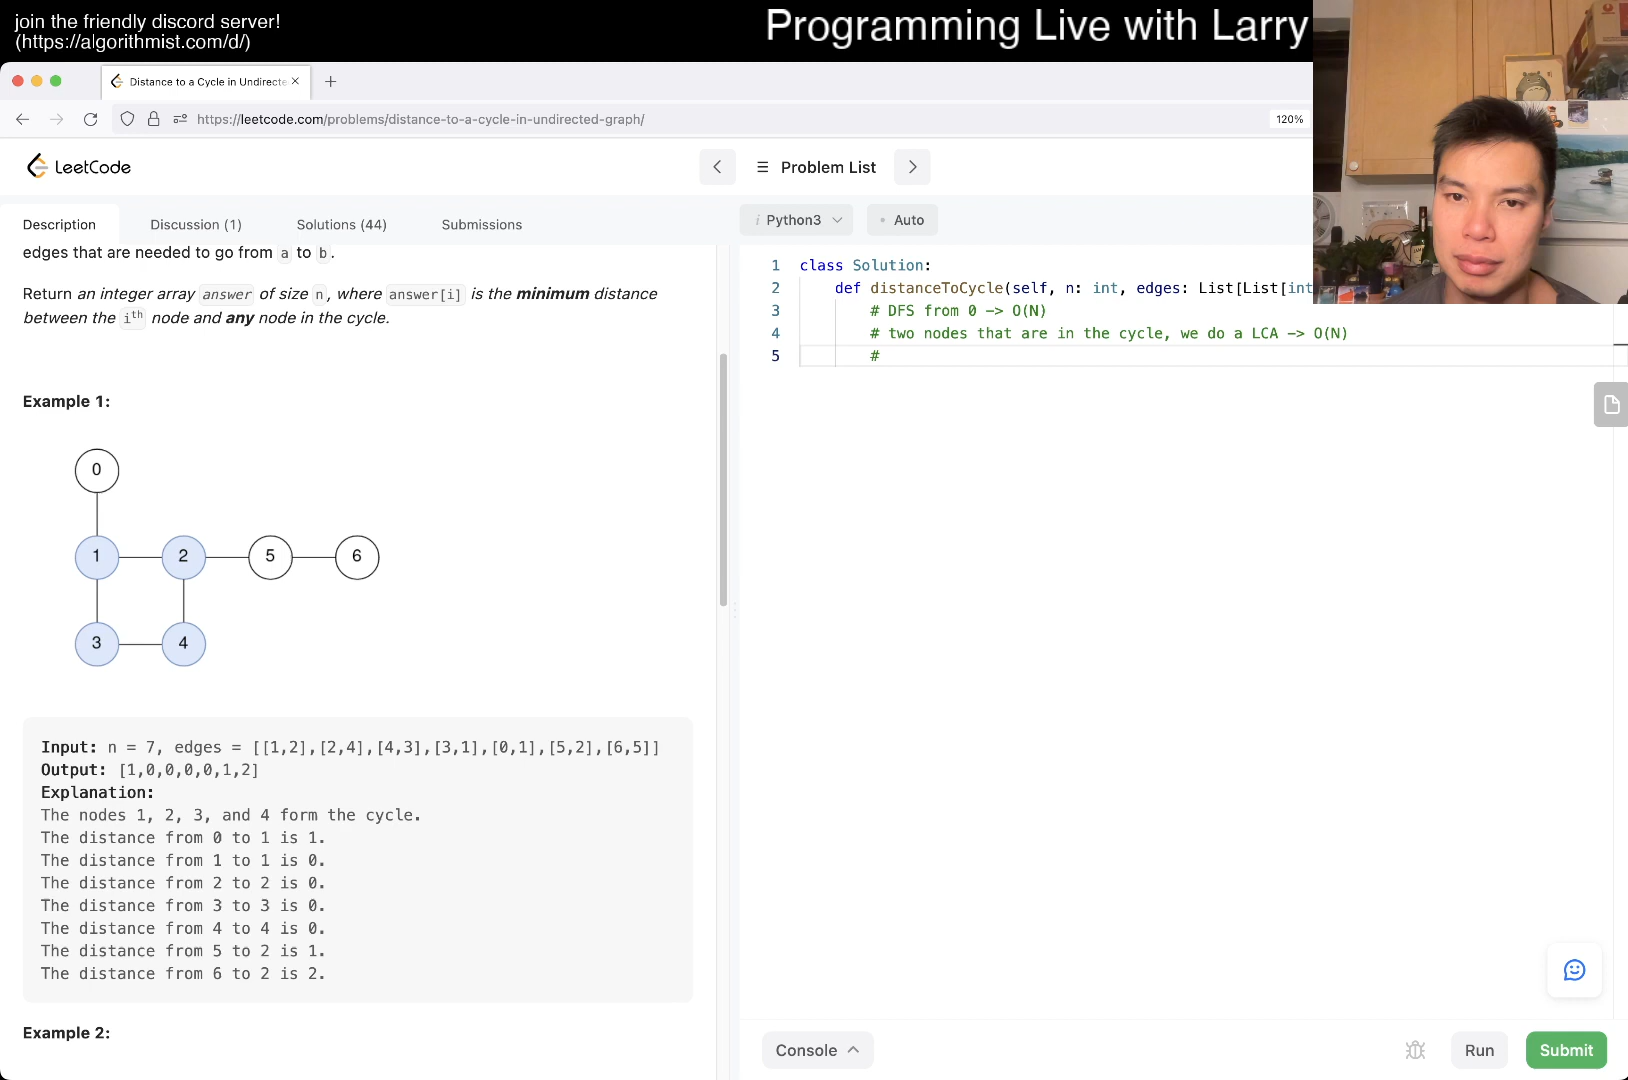 join the friendly discord server!
(https://algorithmist.com/d/)
Programming Live with Larry
Distance to a Cycle in Undirecte
https://leetcode.com/problems/distance-to-a-cycle-in-undirected-graph/
120%
LeetCode
Problem List
Description
Discussion (1)
Solutions (44)
Submissions
i Python3
Auto
edges that are needed to go from a to b.
Return an integer array answer of size n, where answer[i] is the minimum distance
between the ith node and any node in the cycle.
Example 1:
0
1 2 5 6
3 4
Input: n = 7, edges = [[1,2],[2,4],[4,3],[3,1],[0,1],[5,2],[6,5]]
Output: [1,0,0,0,0,1,2]
Explanation:
The nodes 1, 2, 3, and 4 form the cycle.
The distance from 0 to 1 is 1.
The distance from 1 to 1 is 0.
The distance from 2 to 2 is 0.
The distance from 3 to 3 is 0.
The distance from 4 to 4 is 0.
The distance from 5 to 2 is 1.
The distance from 6 to 2 is 2.
Example 2:
1 class Solution:
2 def distanceToCycle(self, n: int, edges: List[List[int
3 # DFS from 0 -> O(N)
4 # two nodes that are in the cycle, we do a LCA -> O(N)
5 #
Console
Run
Submit